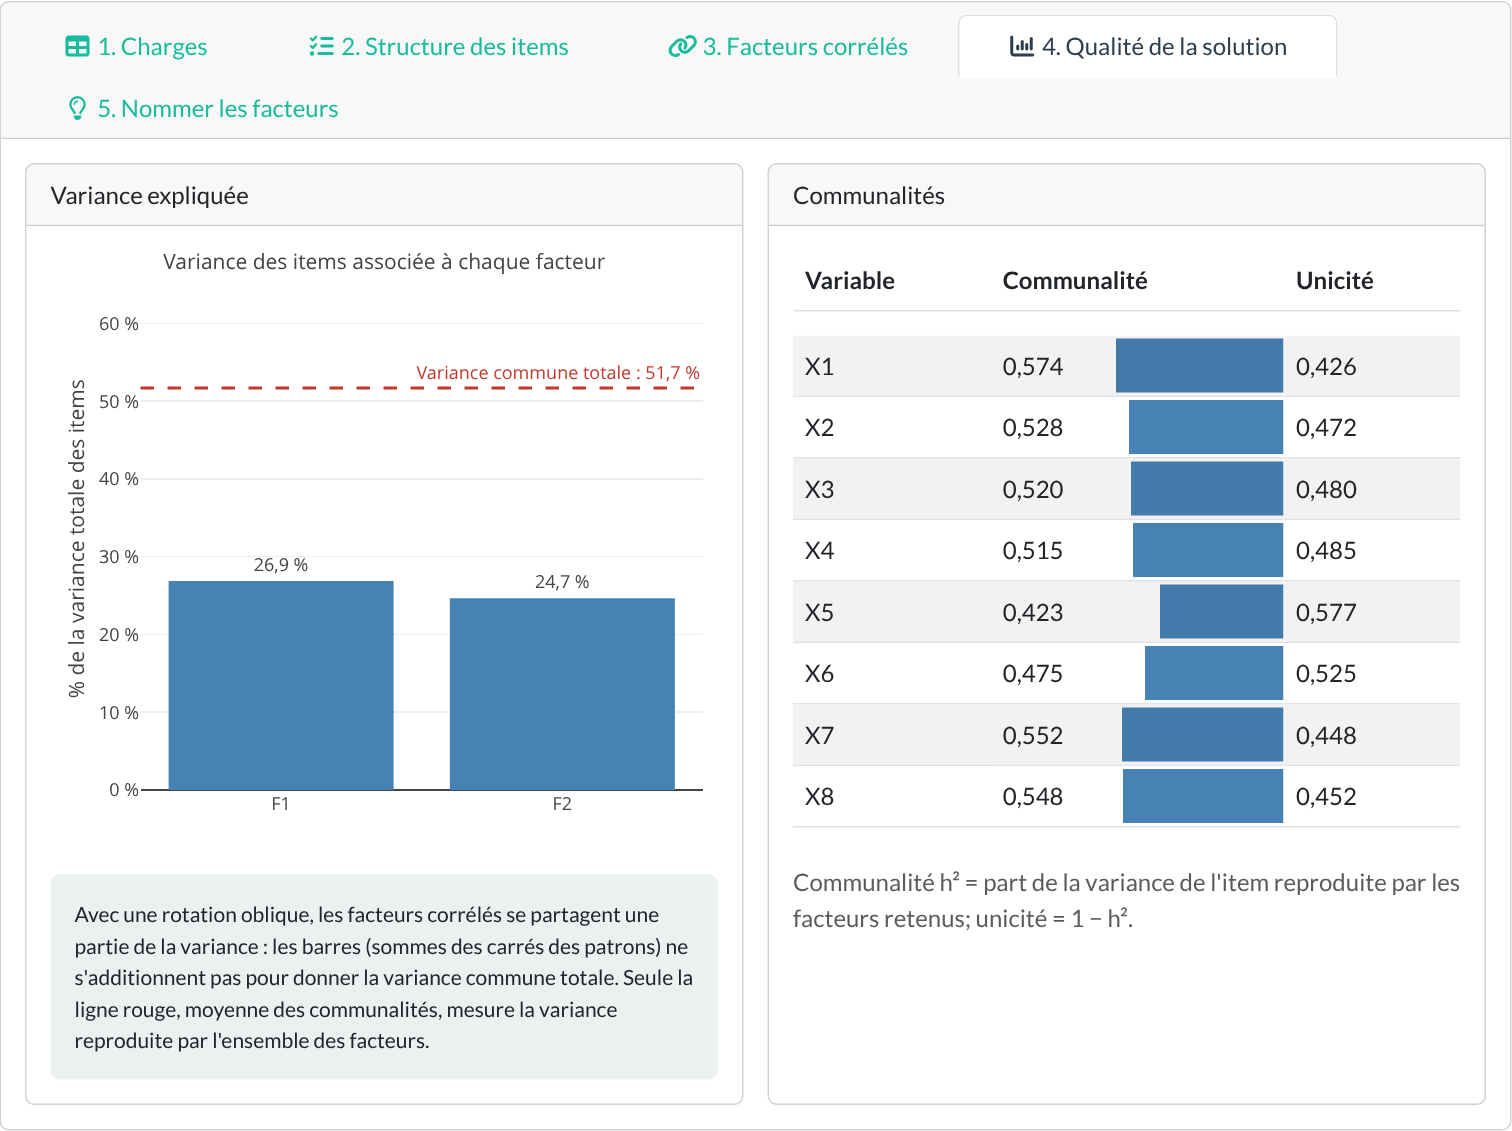 1. Charges
2. Structure des items
3. Facteurs corrélés
4. Qualité de la solution
5. Nommer les facteurs
Variance expliquée
Variance des items associée à chaque facteur
% de la variance totale des items
60 %
50 %
40 %
30 %
20 %
10 %
0 %
Variance commune totale : 51,7 %
26,9 %
24,7 %
F1
F2
Avec une rotation oblique, les facteurs corrélés se partagent une
partie de la variance : les barres (sommes des carrés des patrons) ne
s'additionnent pas pour donner la variance commune totale. Seule la
ligne rouge, moyenne des communalités, mesure la variance
reproduite par l'ensemble des facteurs.
Communalités
Variable Communalité Unicité
X1 0,574 0,426
X2 0,528 0,472
X3 0,520 0,480
X4 0,515 0,485
X5 0,423 0,577
X6 0,475 0,525
X7 0,552 0,448
X8 0,548 0,452
Communalité h² = part de la variance de l'item reproduite par les
facteurs retenus; unicité = 1 − h².